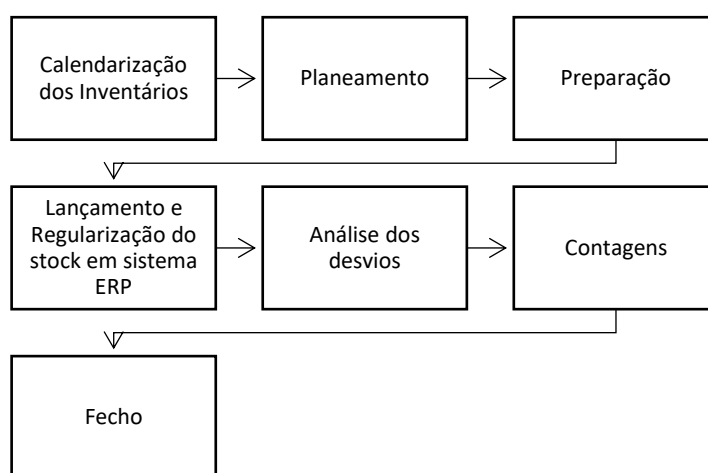 Calendarização
dos Inventários
Planeamento
Preparação
Lançamento e
Regularização do
stock em sistema
ERP
Análise dos
desvios
Contagens
Fecho